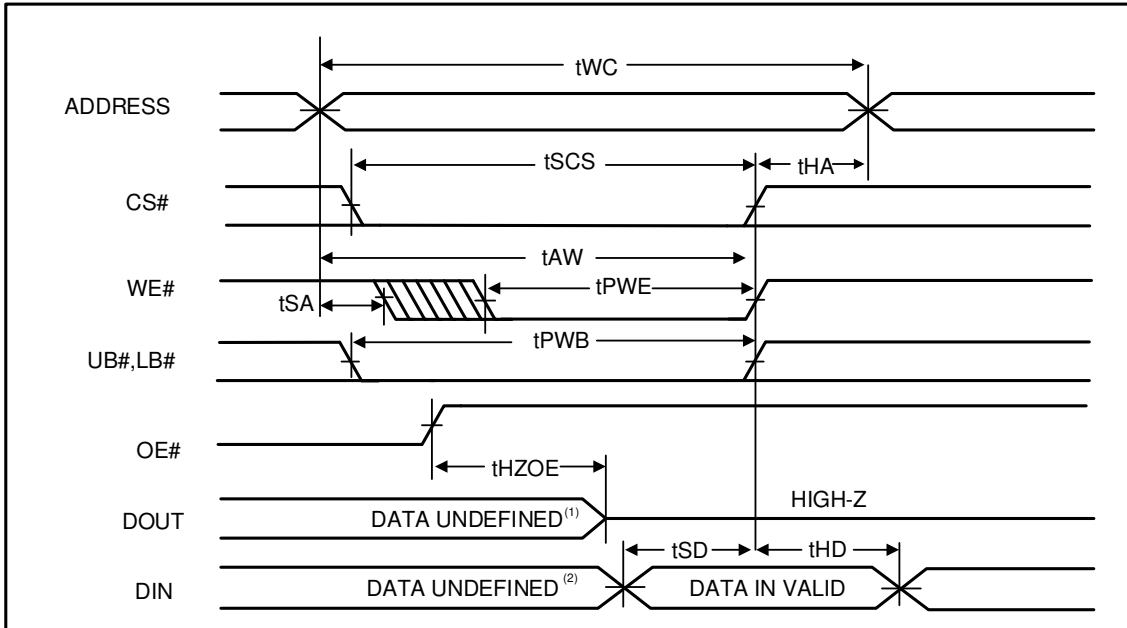 tWC
ADDRESS
tSCS
tHA
CS#
tAW
WE#
tSA
tPWE
tPWB
UB#,LB#
OE#
tHZOE
HIGH-Z
DOUT
DATA UNDEFINED(1)
tSD
tHD
DIN
DATA UNDEFINED (2)
DATA IN VALID